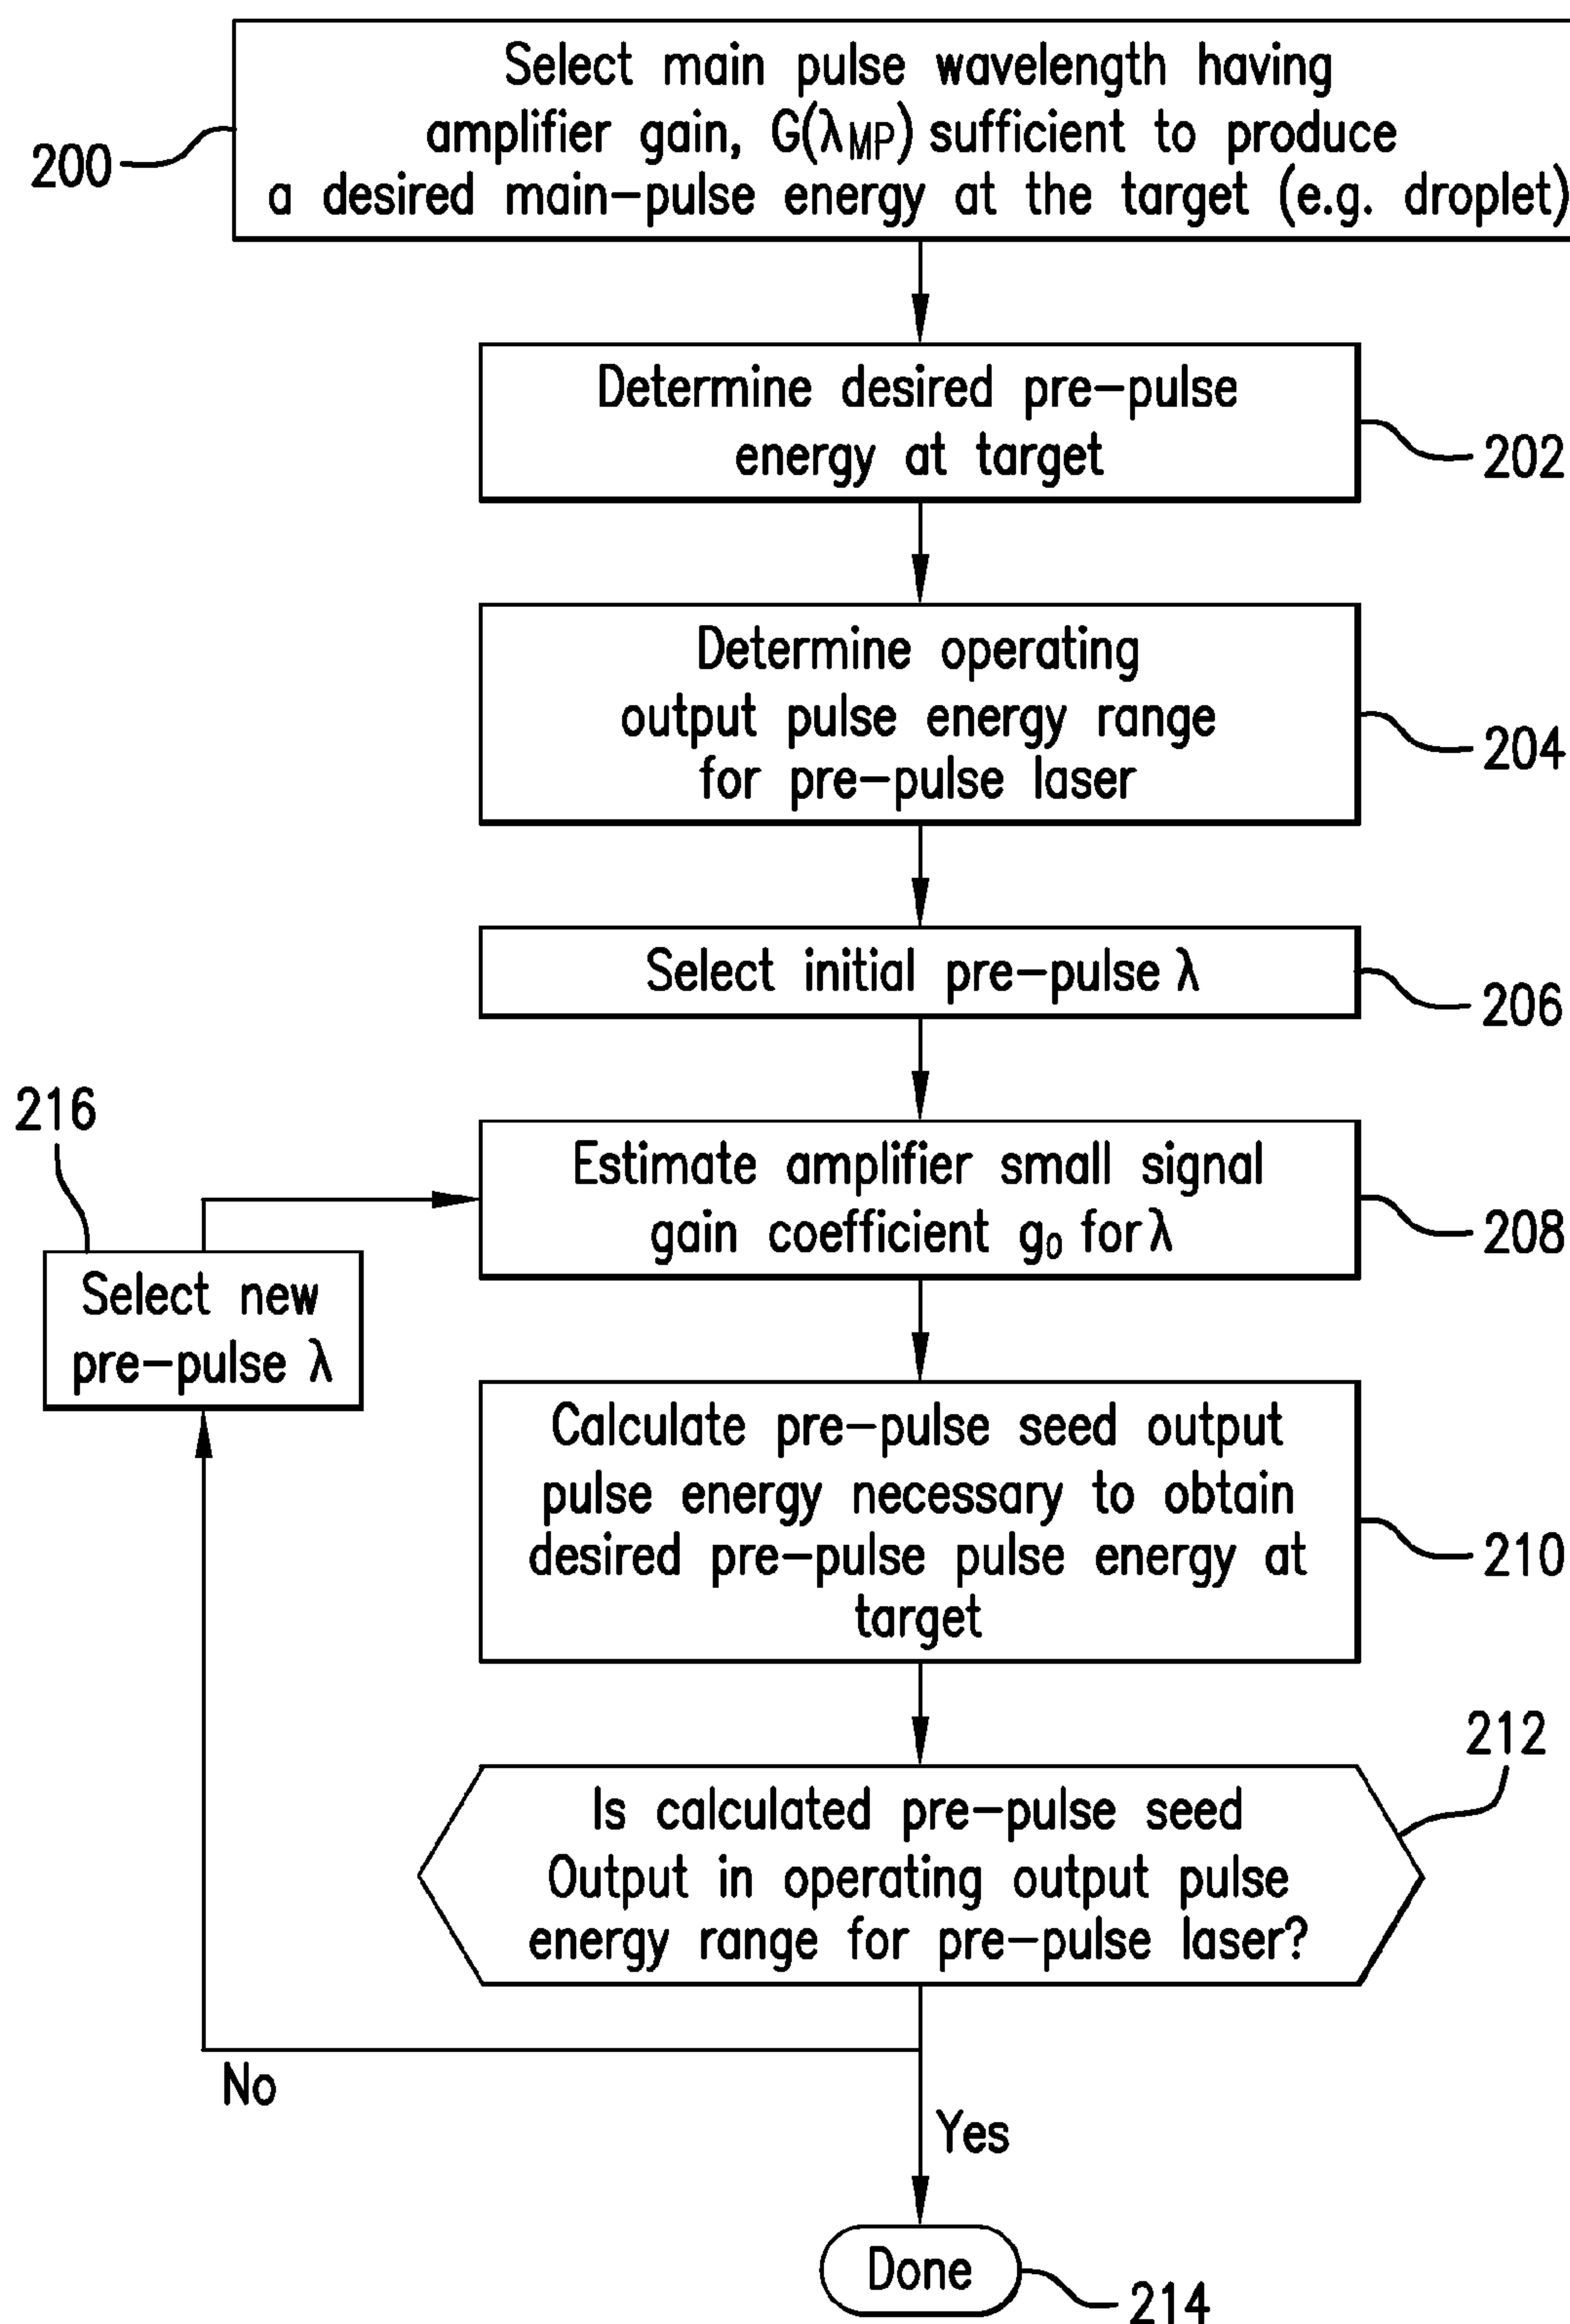 Select main pulse wavelength having
amplifier gain, G(λMP) sufficient to produce
a desired main-pulse energy at the target (e.g. droplet)
200
Determine desired pre-pulse
energy at target
202
Determine operating
output pulse energy range
for pre-pulse laser
204
Select initial pre-pulse λ
206
216
Select new
pre-pulse λ
Estimate amplifier small signal
gain coefficient g₀ for λ
208
Calculate pre-pulse seed output
pulse energy necessary to obtain
desired pre-pulse pulse energy at
target
210
212
Is calculated pre-pulse seed
Output in operating output pulse
energy range for pre-pulse laser?
No
Yes
Done
214